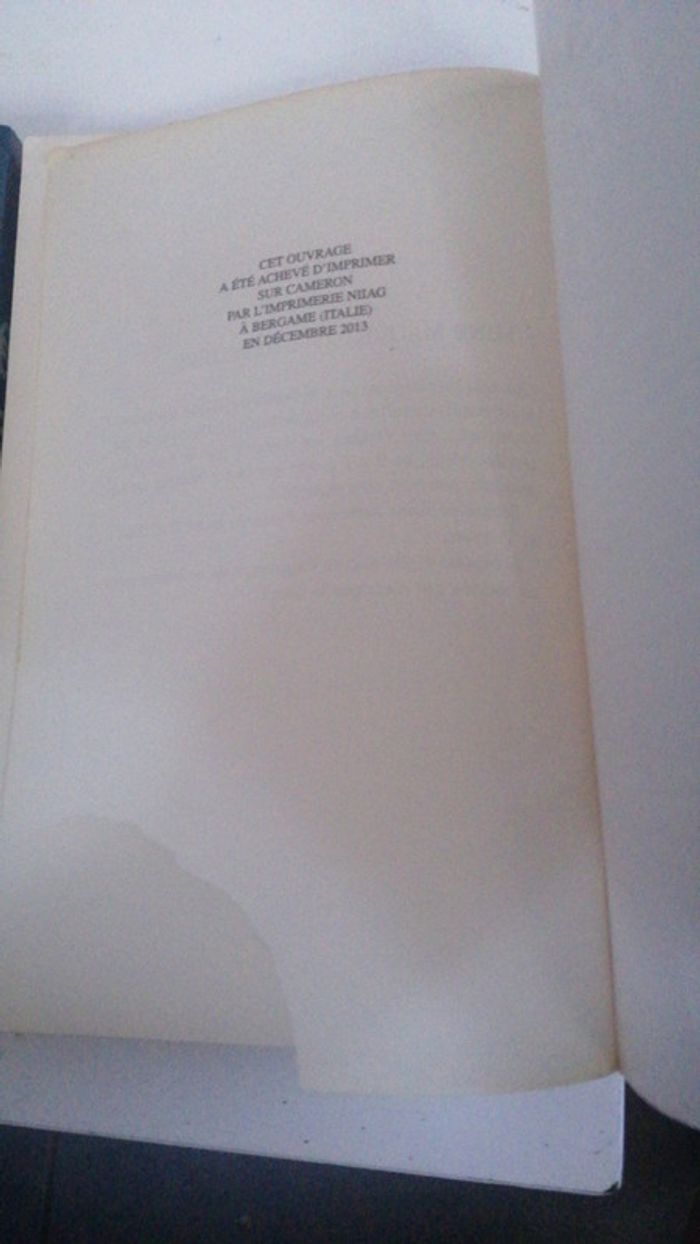 CET OUVRAGE
A ÉTÉ ACHEVÉ D'IMPRIMER
SUR CAMERON
PAR L'IMPRIMERIE NIIAG
À BERGAME (ITALIE)
EN DÉCEMBRE 2013